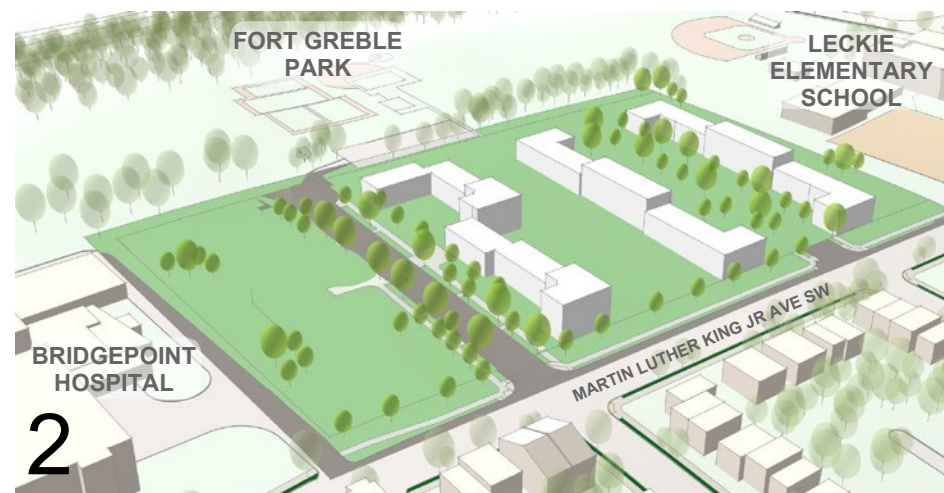 FORT GREBLE
PARK
LECKIE
ELEMENTARY
SCHOOL
MARTIN LUTHER KING JR AVE SW
BRIDGEPOINT
HOSPITAL
2